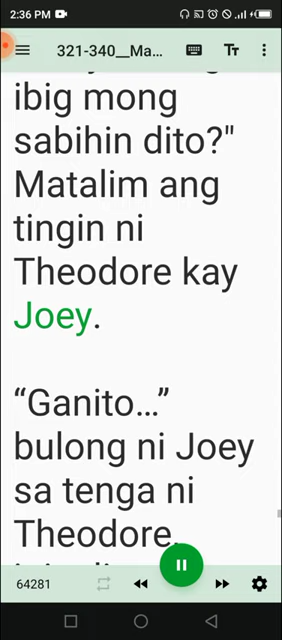 2:36 PM
321-340__Ma...
TT
ibig mong
sabihin dito?"
Matalim ang
tingin ni
Theodore kay
Joey.
“Ganito...”
bulong ni Joey
sa tenga ni
Theodore.
64281